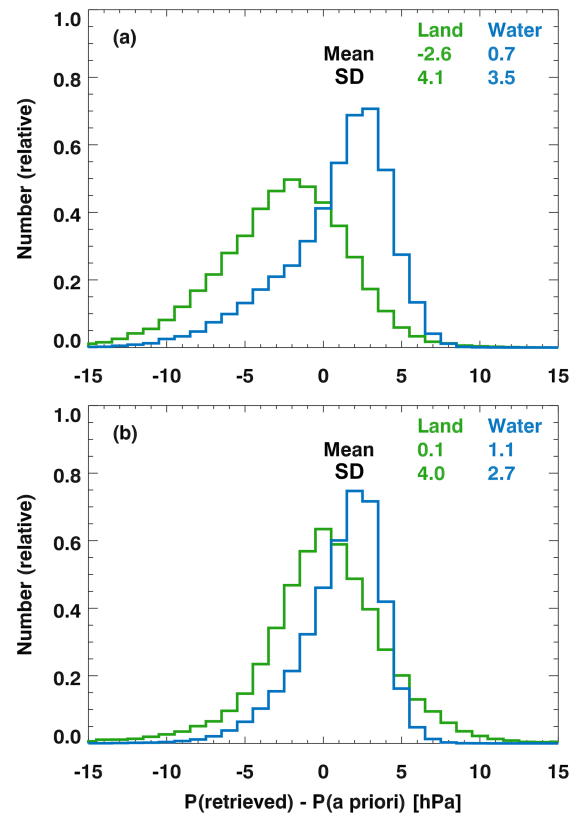 (a)
Land Water
Mean -2.6 0.7
SD 4.1 3.5
Number (relative)
1.0
0.8
0.6
0.4
0.2
0.0
-15 -10 -5 0 5 10 15
(b)
Land Water
Mean 0.1 1.1
SD 4.0 2.7
Number (relative)
1.0
0.8
0.6
0.4
0.2
0.0
-15 -10 -5 0 5 10 15
P(retrieved) - P(a priori) [hPa]